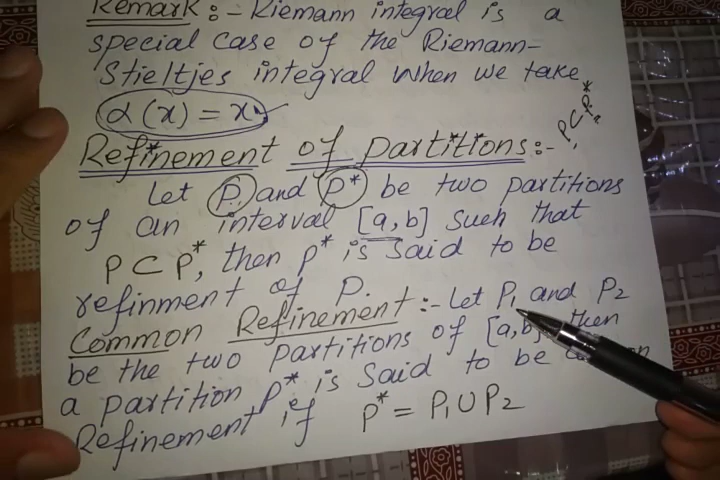 Remark :- Riemann integral is a
special case of the Riemann-
Stieltjes integral when we take
α(x) = x.
Refinement of partitions :- P ⊂ P*
Let P and P* be two partitions
of an interval [a,b] such that
P ⊂ P*, then P* is said to be
refinment of P.
Common Refinement :- Let P₁ and P₂
be the two partitions of [a,b] then
a partition P* is said to be
Refinement if P* = P₁ ∪ P₂